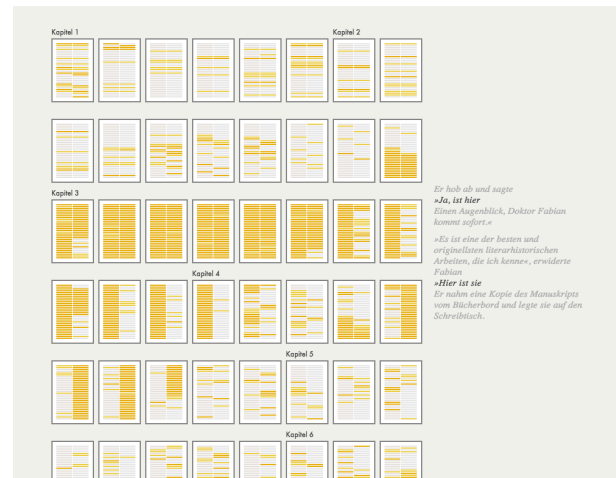 Kapitel 1
Kapitel 2
Kapitel 3
Er hob ab und sagte
»Ja, ist hier
Einen Augenblick, Doktor Fabian
kommt sofort.«
»Es ist eine der besten und
originellsten literarhistorischen
Arbeiten, die ich kenne«, erwiderte
Fabian
»Hier ist sie
Er nahm eine Kopie des Manuskripts
vom Bücherbord und legte sie auf den
Schreibtisch.
Kapitel 4
Kapitel 5
Kapitel 6